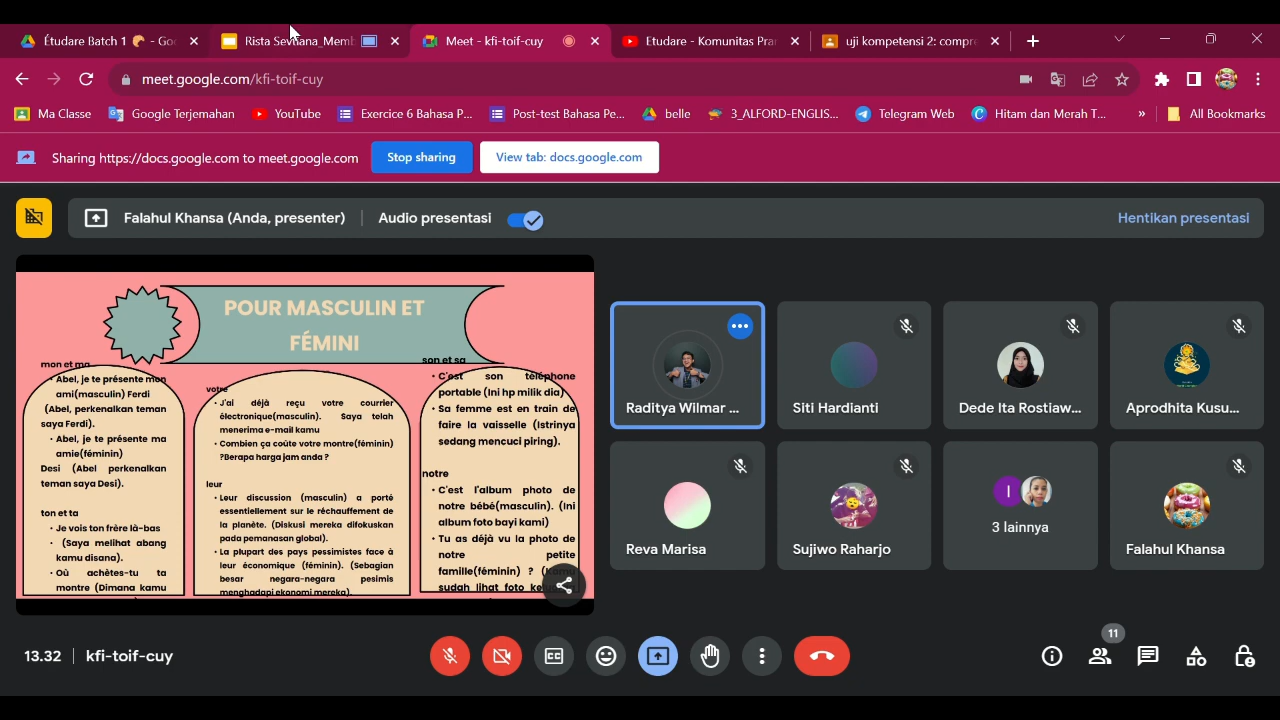 Étudare Batch 1 - Goo
Rista Sevtiana_Memb
Meet - kfi-toif-cuy
Etudare - Komunitas Pra
uji kompetensi 2: compre
meet.google.com/kfi-toif-cuy
Ma Classe
Google Terjemahan
YouTube
Exercice 6 Bahasa P...
Post-test Bahasa Pe...
belle
3_ALFORD-ENGLIS...
Telegram Web
Hitam dan Merah T...
»
All Bookmarks
Sharing https://docs.google.com to meet.google.com
Stop sharing
View tab: docs.google.com
Falahul Khansa (Anda, presenter)
Audio presentasi
Hentikan presentasi
POUR MASCULIN ET
FÉMINI
mon et ma
• Abel, je te présente mon
ami(masculin) Ferdi
(Abel, perkenalkan teman
saya Ferdi).
• Abel, je te présente ma
amie(féminin)
Desi (Abel perkenalkan
teman saya Desi).
ton et ta
• Je vois ton frère là-bas
• (Saya melihat abang
kamu disana).
• Où achètes-tu ta
montre (Dimana kamu
votre
• J'ai déjà reçu votre courrier
électronique(masculin). Saya telah
menerima e-mail kamu
• Combien ça coûte votre montre(féminin)
?Berapa harga jam anda ?
leur
• Leur discussion (masculin) a porté
essentiellement sur le réchauffement de
la planète. (Diskusi mereka difokuskan
pada pemanasan global).
• La plupart des pays pessimistes face à
leur économique (féminin). (Sebagian
besar negara-negara pesimis
menghadapi ekonomi mereka).
son et sa
• C'est son téléphone
portable (Ini hp milik dia)
• Sa femme est en train de
faire la vaisselle (Istrinya
sedang mencuci piring).
notre
• C'est l'album photo de
notre bébé(masculin). (Ini
album foto bayi kami)
• Tu as déjà vu la photo de
notre petite
famille(féminin) ? (Kamu
sudah lihat foto
Raditya Wilmar ...
Siti Hardianti
Dede Ita Rostiaw...
Aprodhita Kusu...
Reva Marisa
Sujiwo Raharjo
I
3 lainnya
Falahul Khansa
13.32
kfi-toif-cuy
CC
11